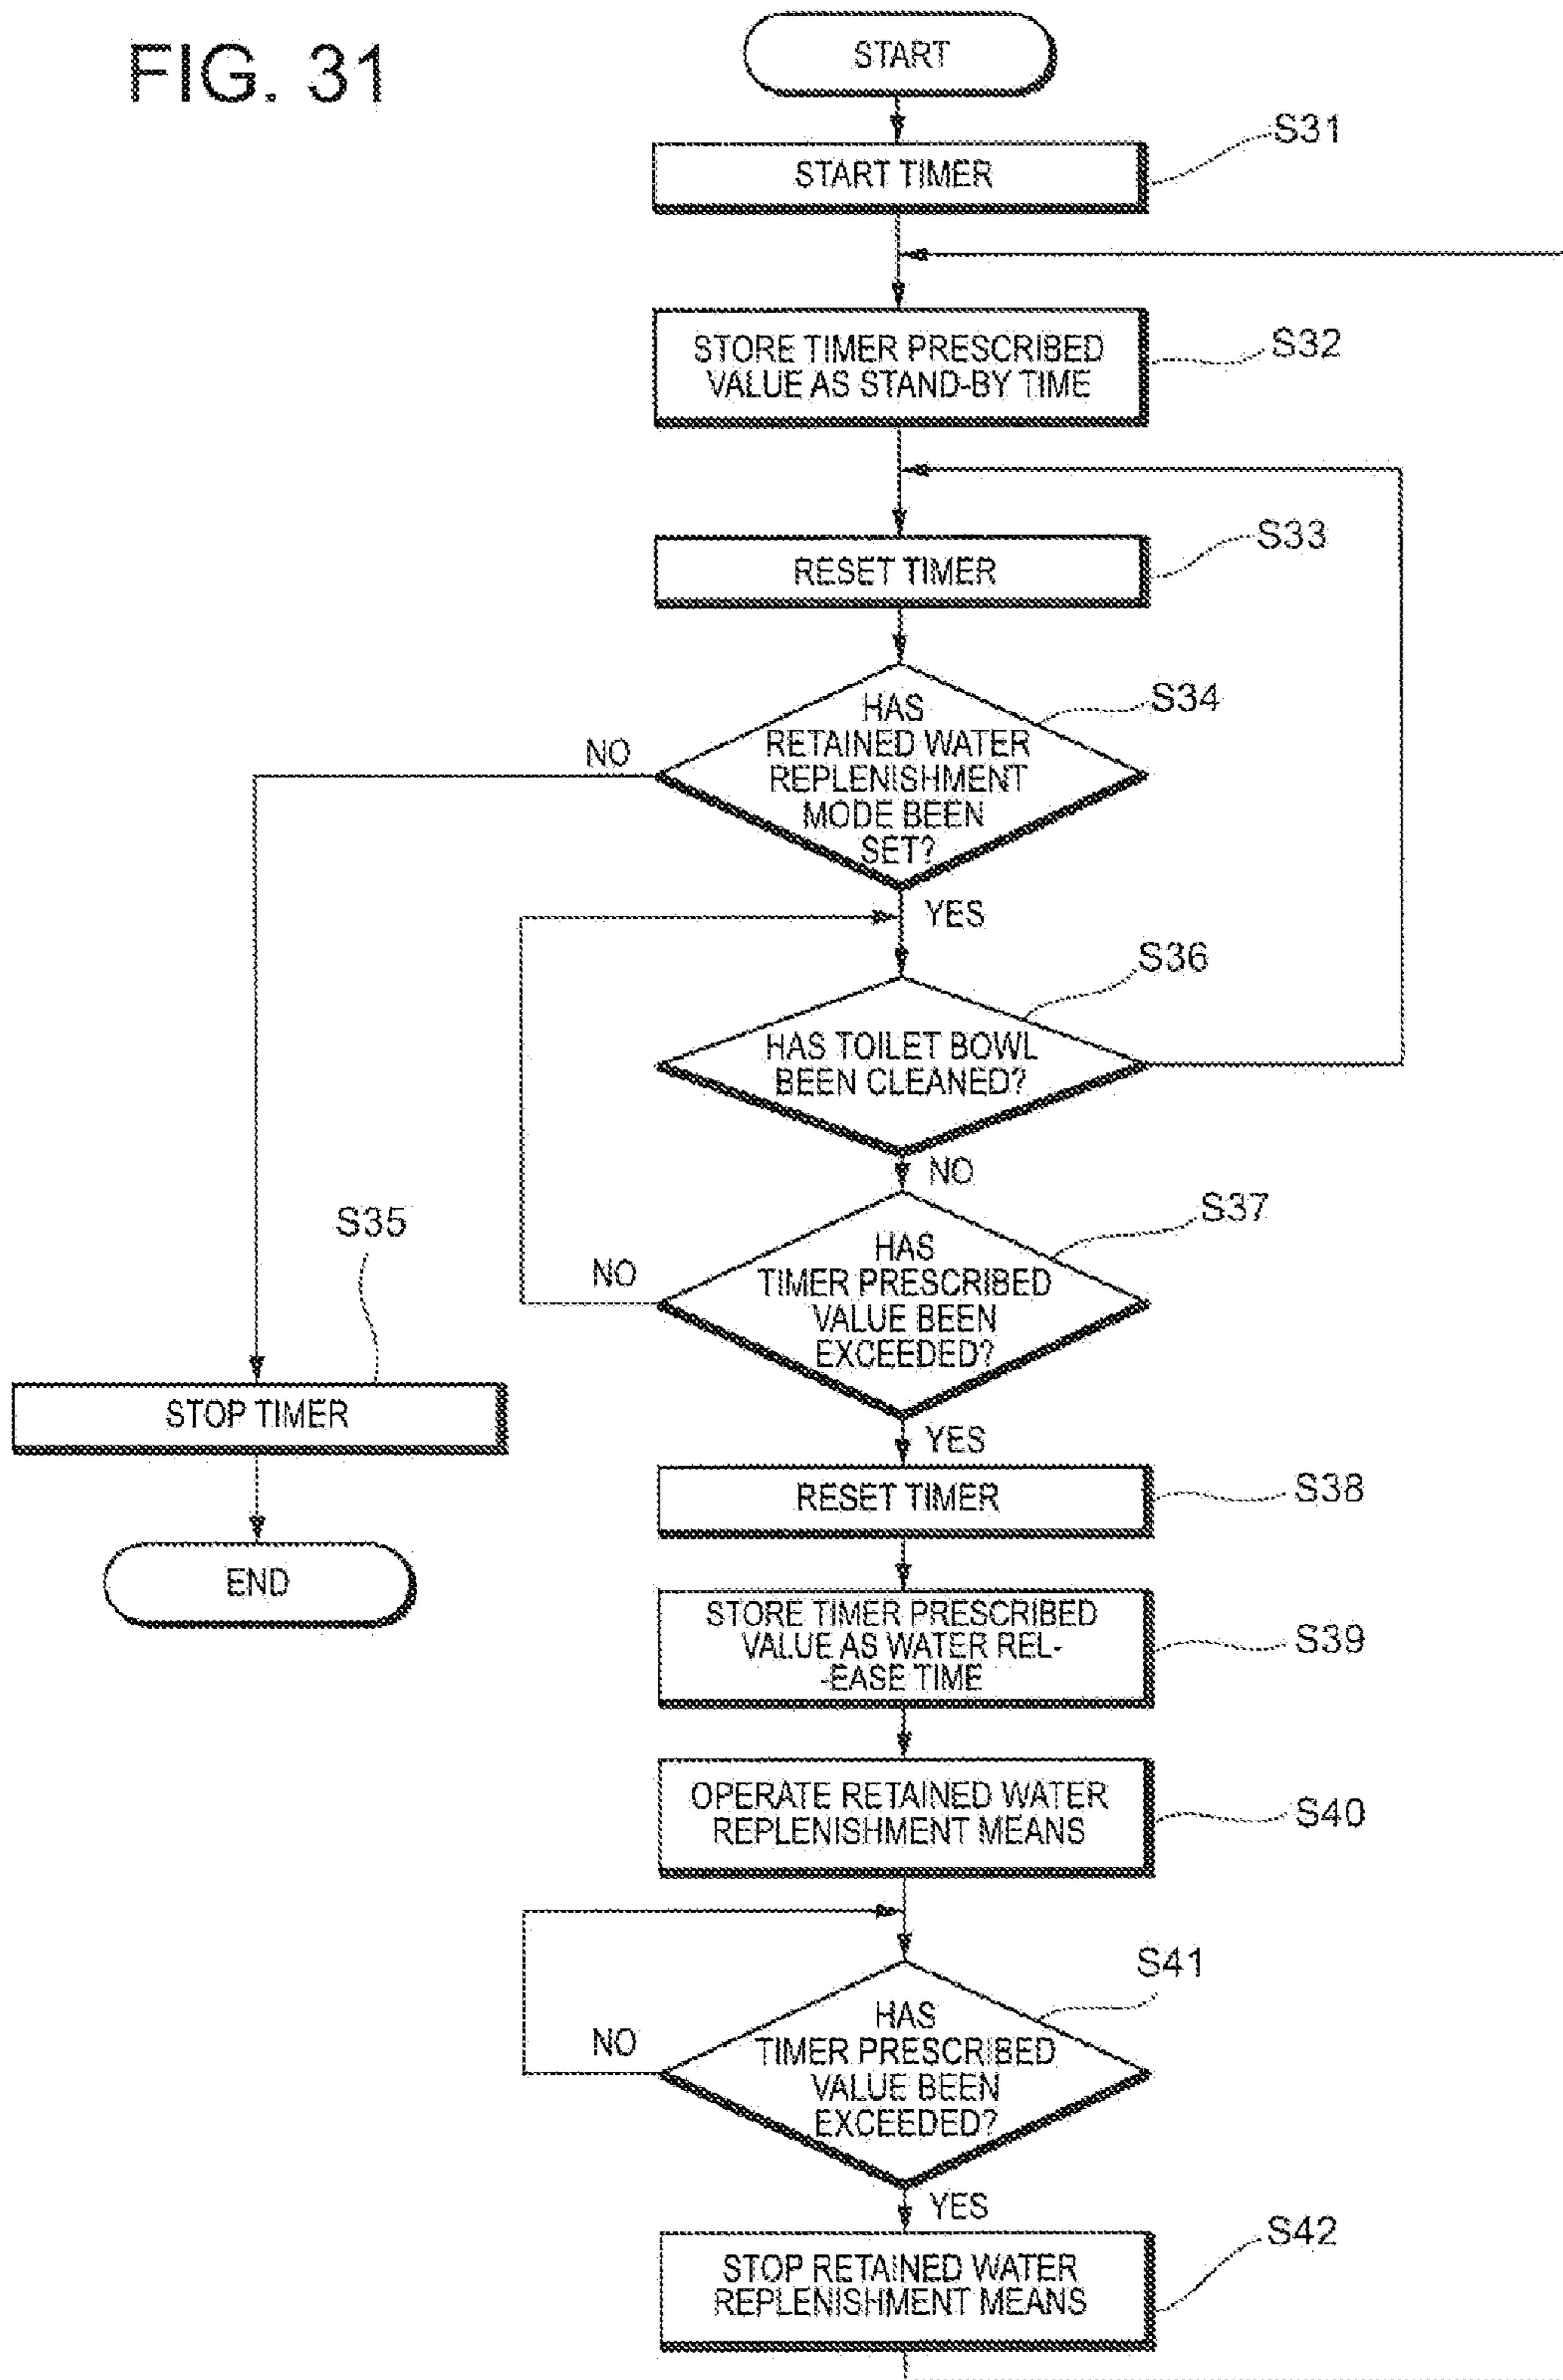 FIG. 31
START
S31
START TIMER
S32
STORE TIMER PRESCRIBED
VALUE AS STAND-BY TIME
S33
RESET TIMER
S34
HAS
RETAINED WATER
REPLENISHMENT
MODE BEEN
SET?
NO
YES
S36
HAS TOILET BOWL
BEEN CLEANED?
NO
S37
HAS
TIMER PRESCRIBED
VALUE BEEN
EXCEEDED?
NO
S35
STOP TIMER
YES
RESET TIMER
S38
END
STORE TIMER PRESCRIBED
VALUE AS WATER REL-
-EASE TIME
S39
OPERATE RETAINED WATER
REPLENISHMENT MEANS
S40
S41
HAS
TIMER PRESCRIBED
VALUE BEEN
EXCEEDED?
NO
YES
S42
STOP RETAINED WATER
REPLENISHMENT MEANS